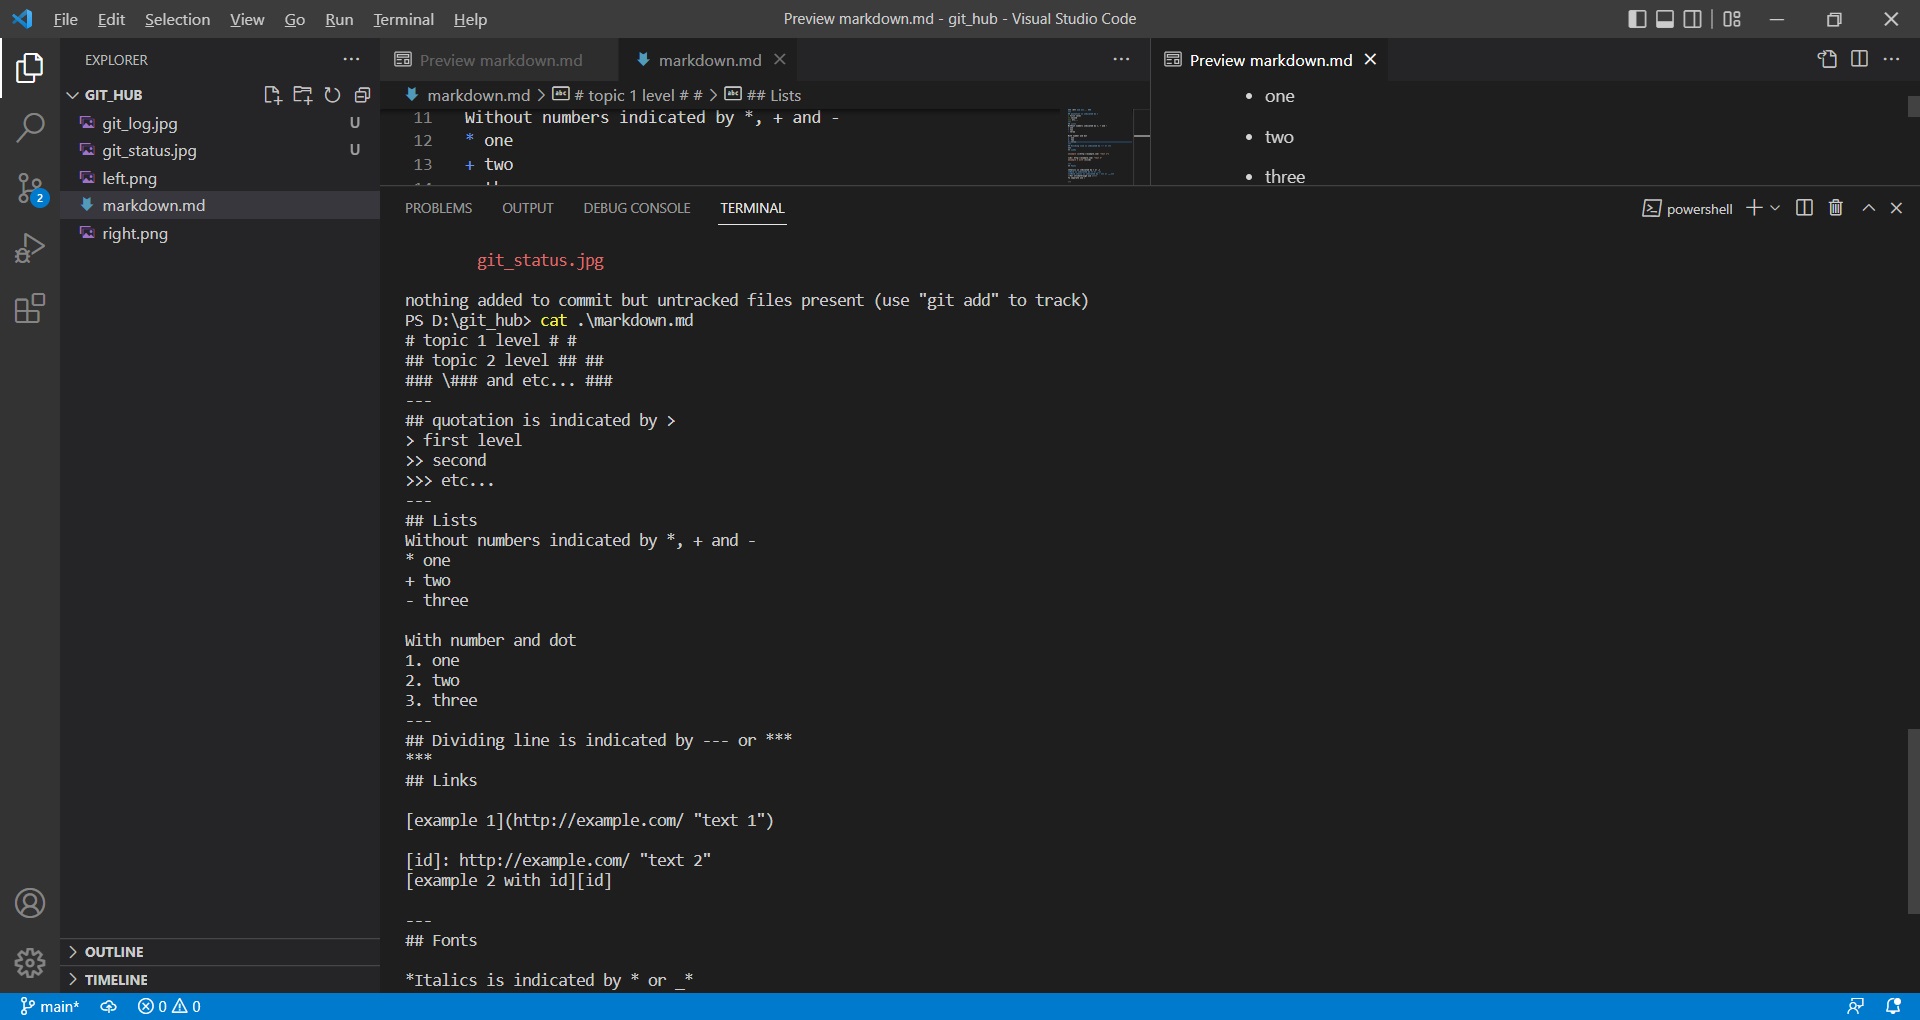 File Edit Selection View Go Run Terminal Help
Preview markdown.md - git_hub - Visual Studio Code
EXPLORER
GIT_HUB
git_log.jpg U
git_status.jpg U
left.png
markdown.md
right.png
OUTLINE
TIMELINE
2
Preview markdown.md
markdown.md
markdown.md > # topic 1 level # # > ## Lists
11 Without numbers indicated by *, + and -
12 * one
13 + two
Preview markdown.md
• one
• two
• three
PROBLEMS OUTPUT DEBUG CONSOLE TERMINAL
powershell
git_status.jpg
nothing added to commit but untracked files present (use "git add" to track)
PS D:\git_hub> cat .\markdown.md
# topic 1 level # #
## topic 2 level ## ##
### \### and etc... ###
---
## quotation is indicated by >
> first level
>> second
>>> etc...
---
## Lists
Without numbers indicated by *, + and -
* one
+ two
- three
With number and dot
1. one
2. two
3. three
---
## Dividing line is indicated by --- or ***
***
## Links
[example 1](http://example.com/ "text 1")
[id]: http://example.com/ "text 2"
[example 2 with id][id]
---
## Fonts
*Italics is indicated by * or _*
main* 0 0